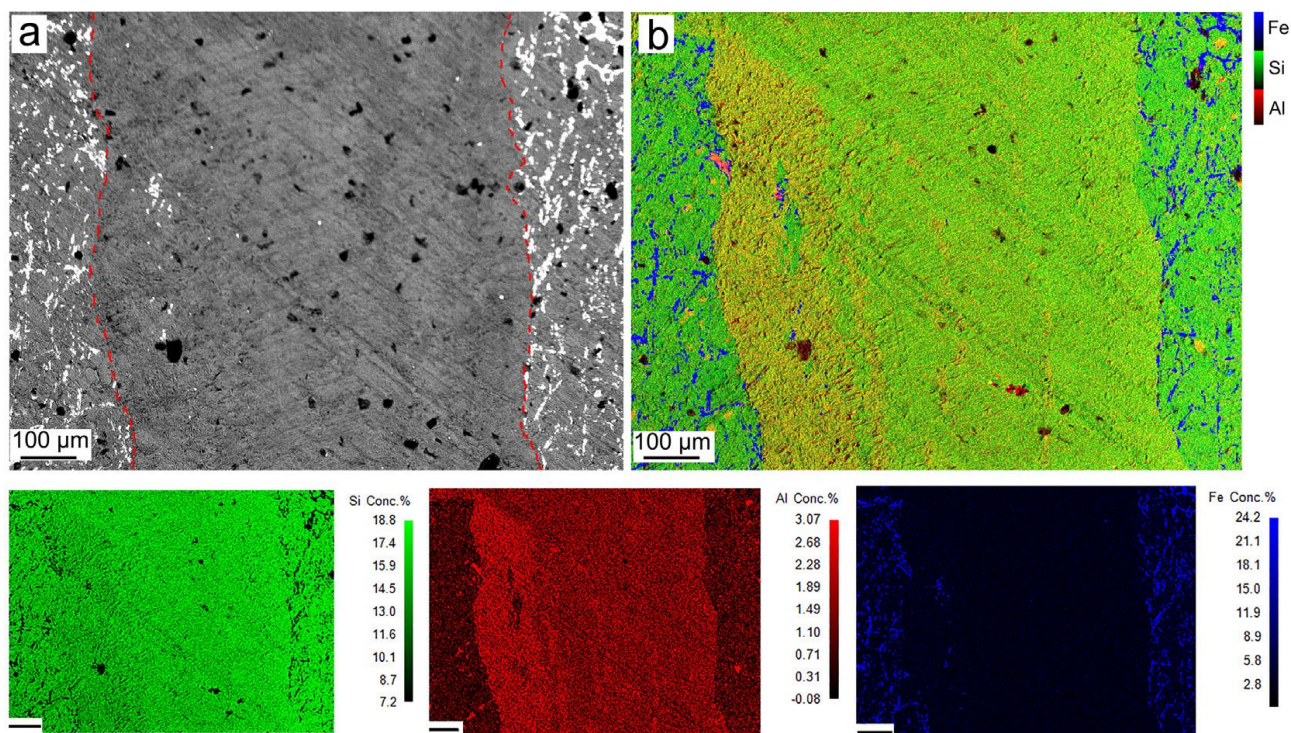 a
b
Fe
Si
Al
100 µm
100 µm
Si Conc.%
18.8
17.4
15.9
14.5
13.0
11.6
10.1
8.7
7.2
Al Conc.%
3.07
2.68
2.28
1.89
1.49
1.10
0.71
0.31
-0.08
Fe Conc.%
24.2
21.1
18.1
15.0
11.9
8.9
5.8
2.8